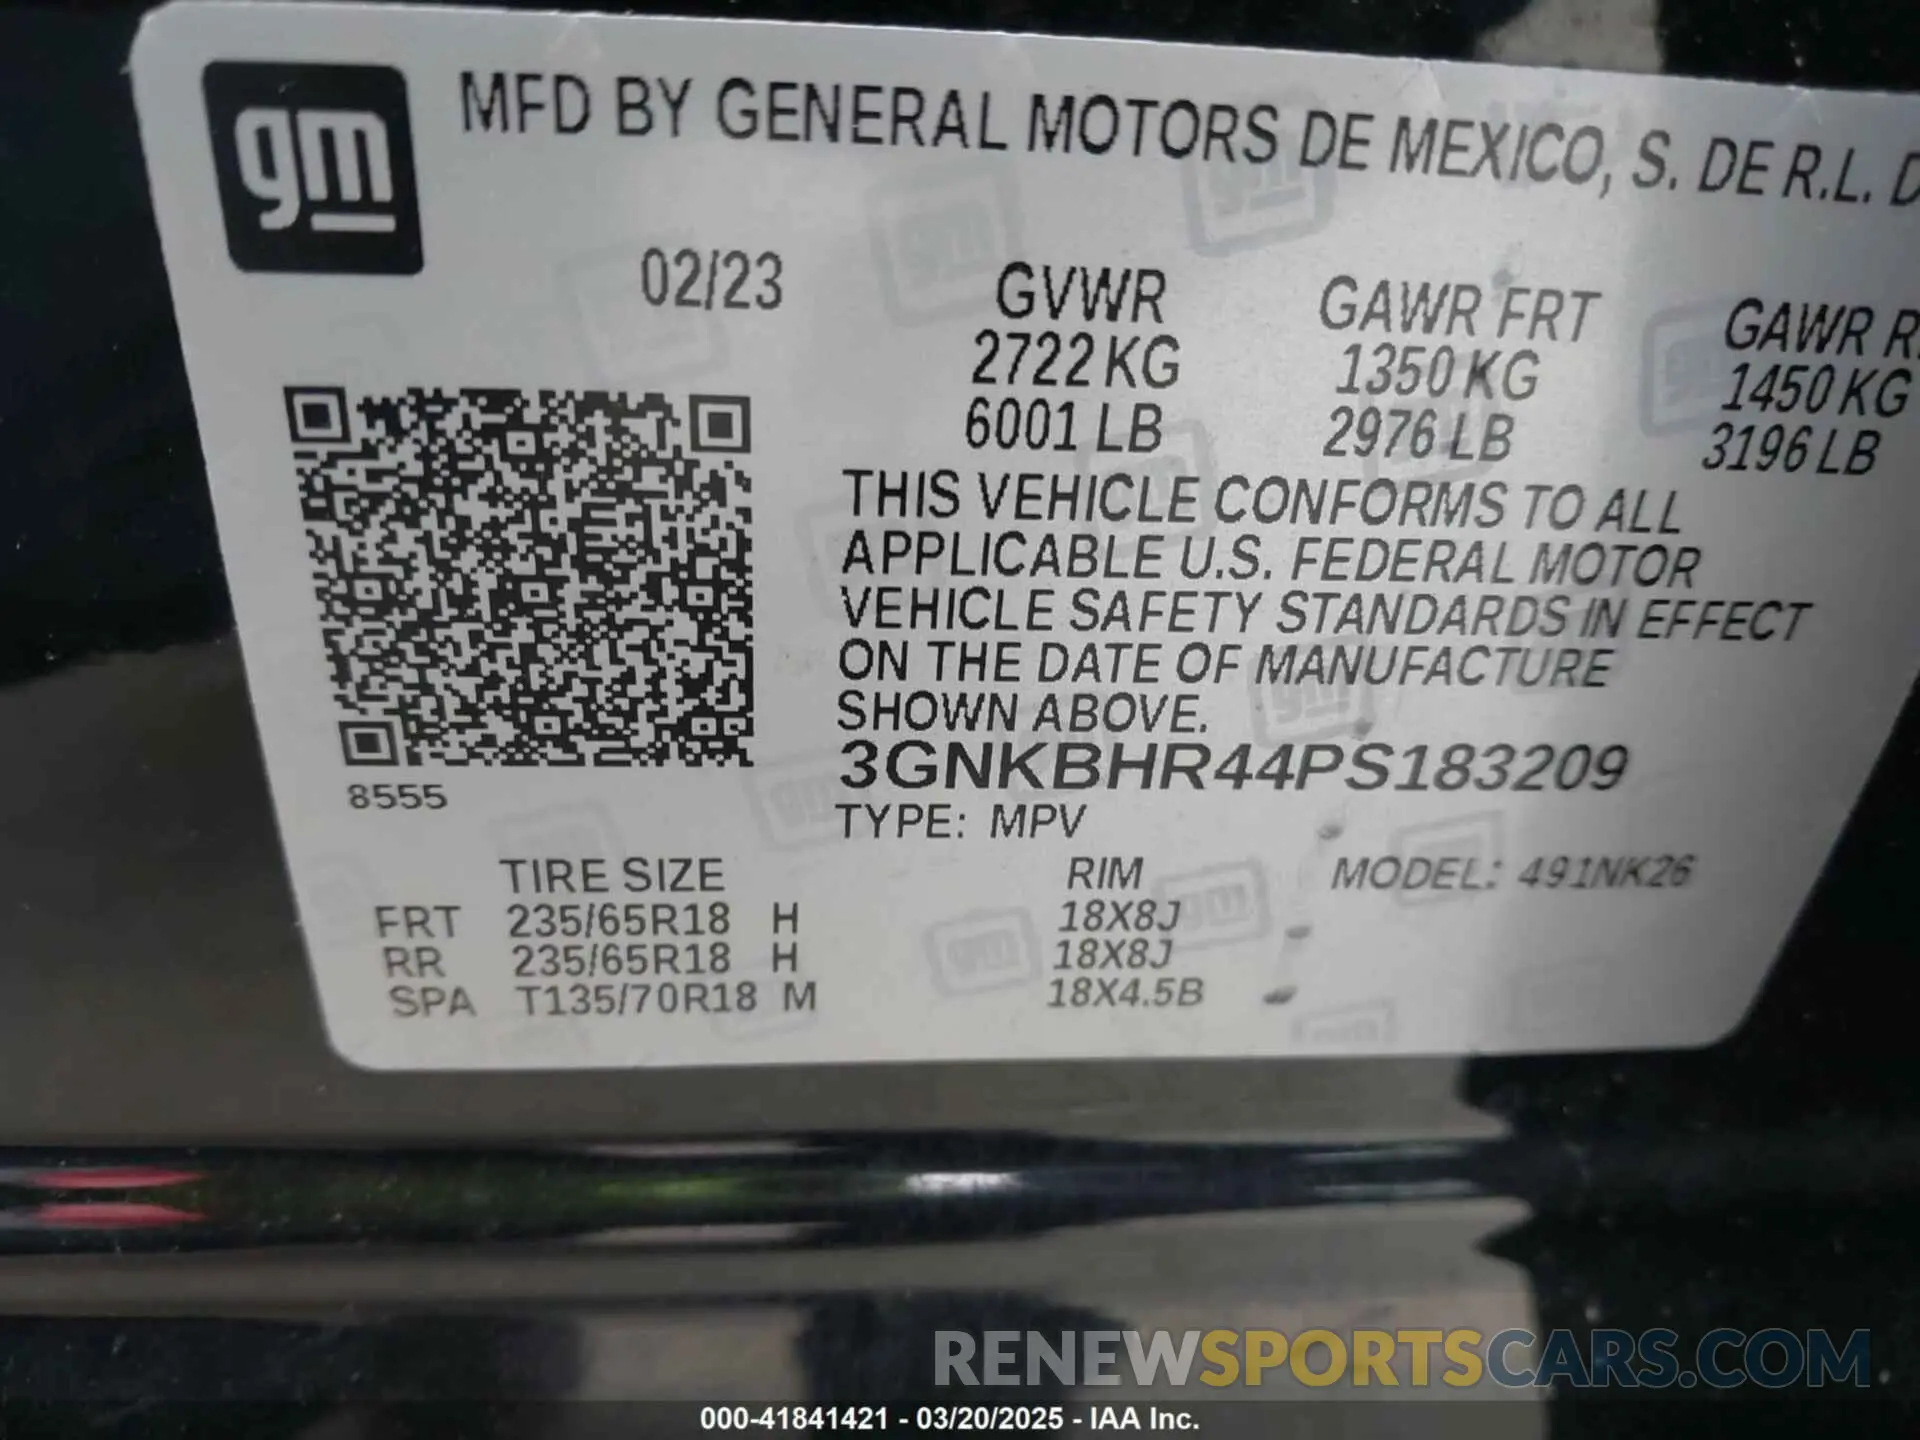 gm
MFD BY GENERAL MOTORS DE MEXICO, S. DE R.L. D
02/23
GVWR GAWR FRT GAWR R
2722 KG 1350 KG 1450 KG
6001 LB 2976 LB 3196 LB
THIS VEHICLE CONFORMS TO ALL
APPLICABLE U.S. FEDERAL MOTOR
VEHICLE SAFETY STANDARDS IN EFFECT
ON THE DATE OF MANUFACTURE
SHOWN ABOVE.
3GNKBHR44PS183209
8555
TYPE: MPV
TIRE SIZE RIM MODEL: 491NK26
FRT 235/65R18 H 18X8J
RR 235/65R18 H 18X8J
SPA T135/70R18 M 18X4.5B
RENEWSPORTSCARS.COM
000-41841421 - 03/20/2025 - IAA Inc.